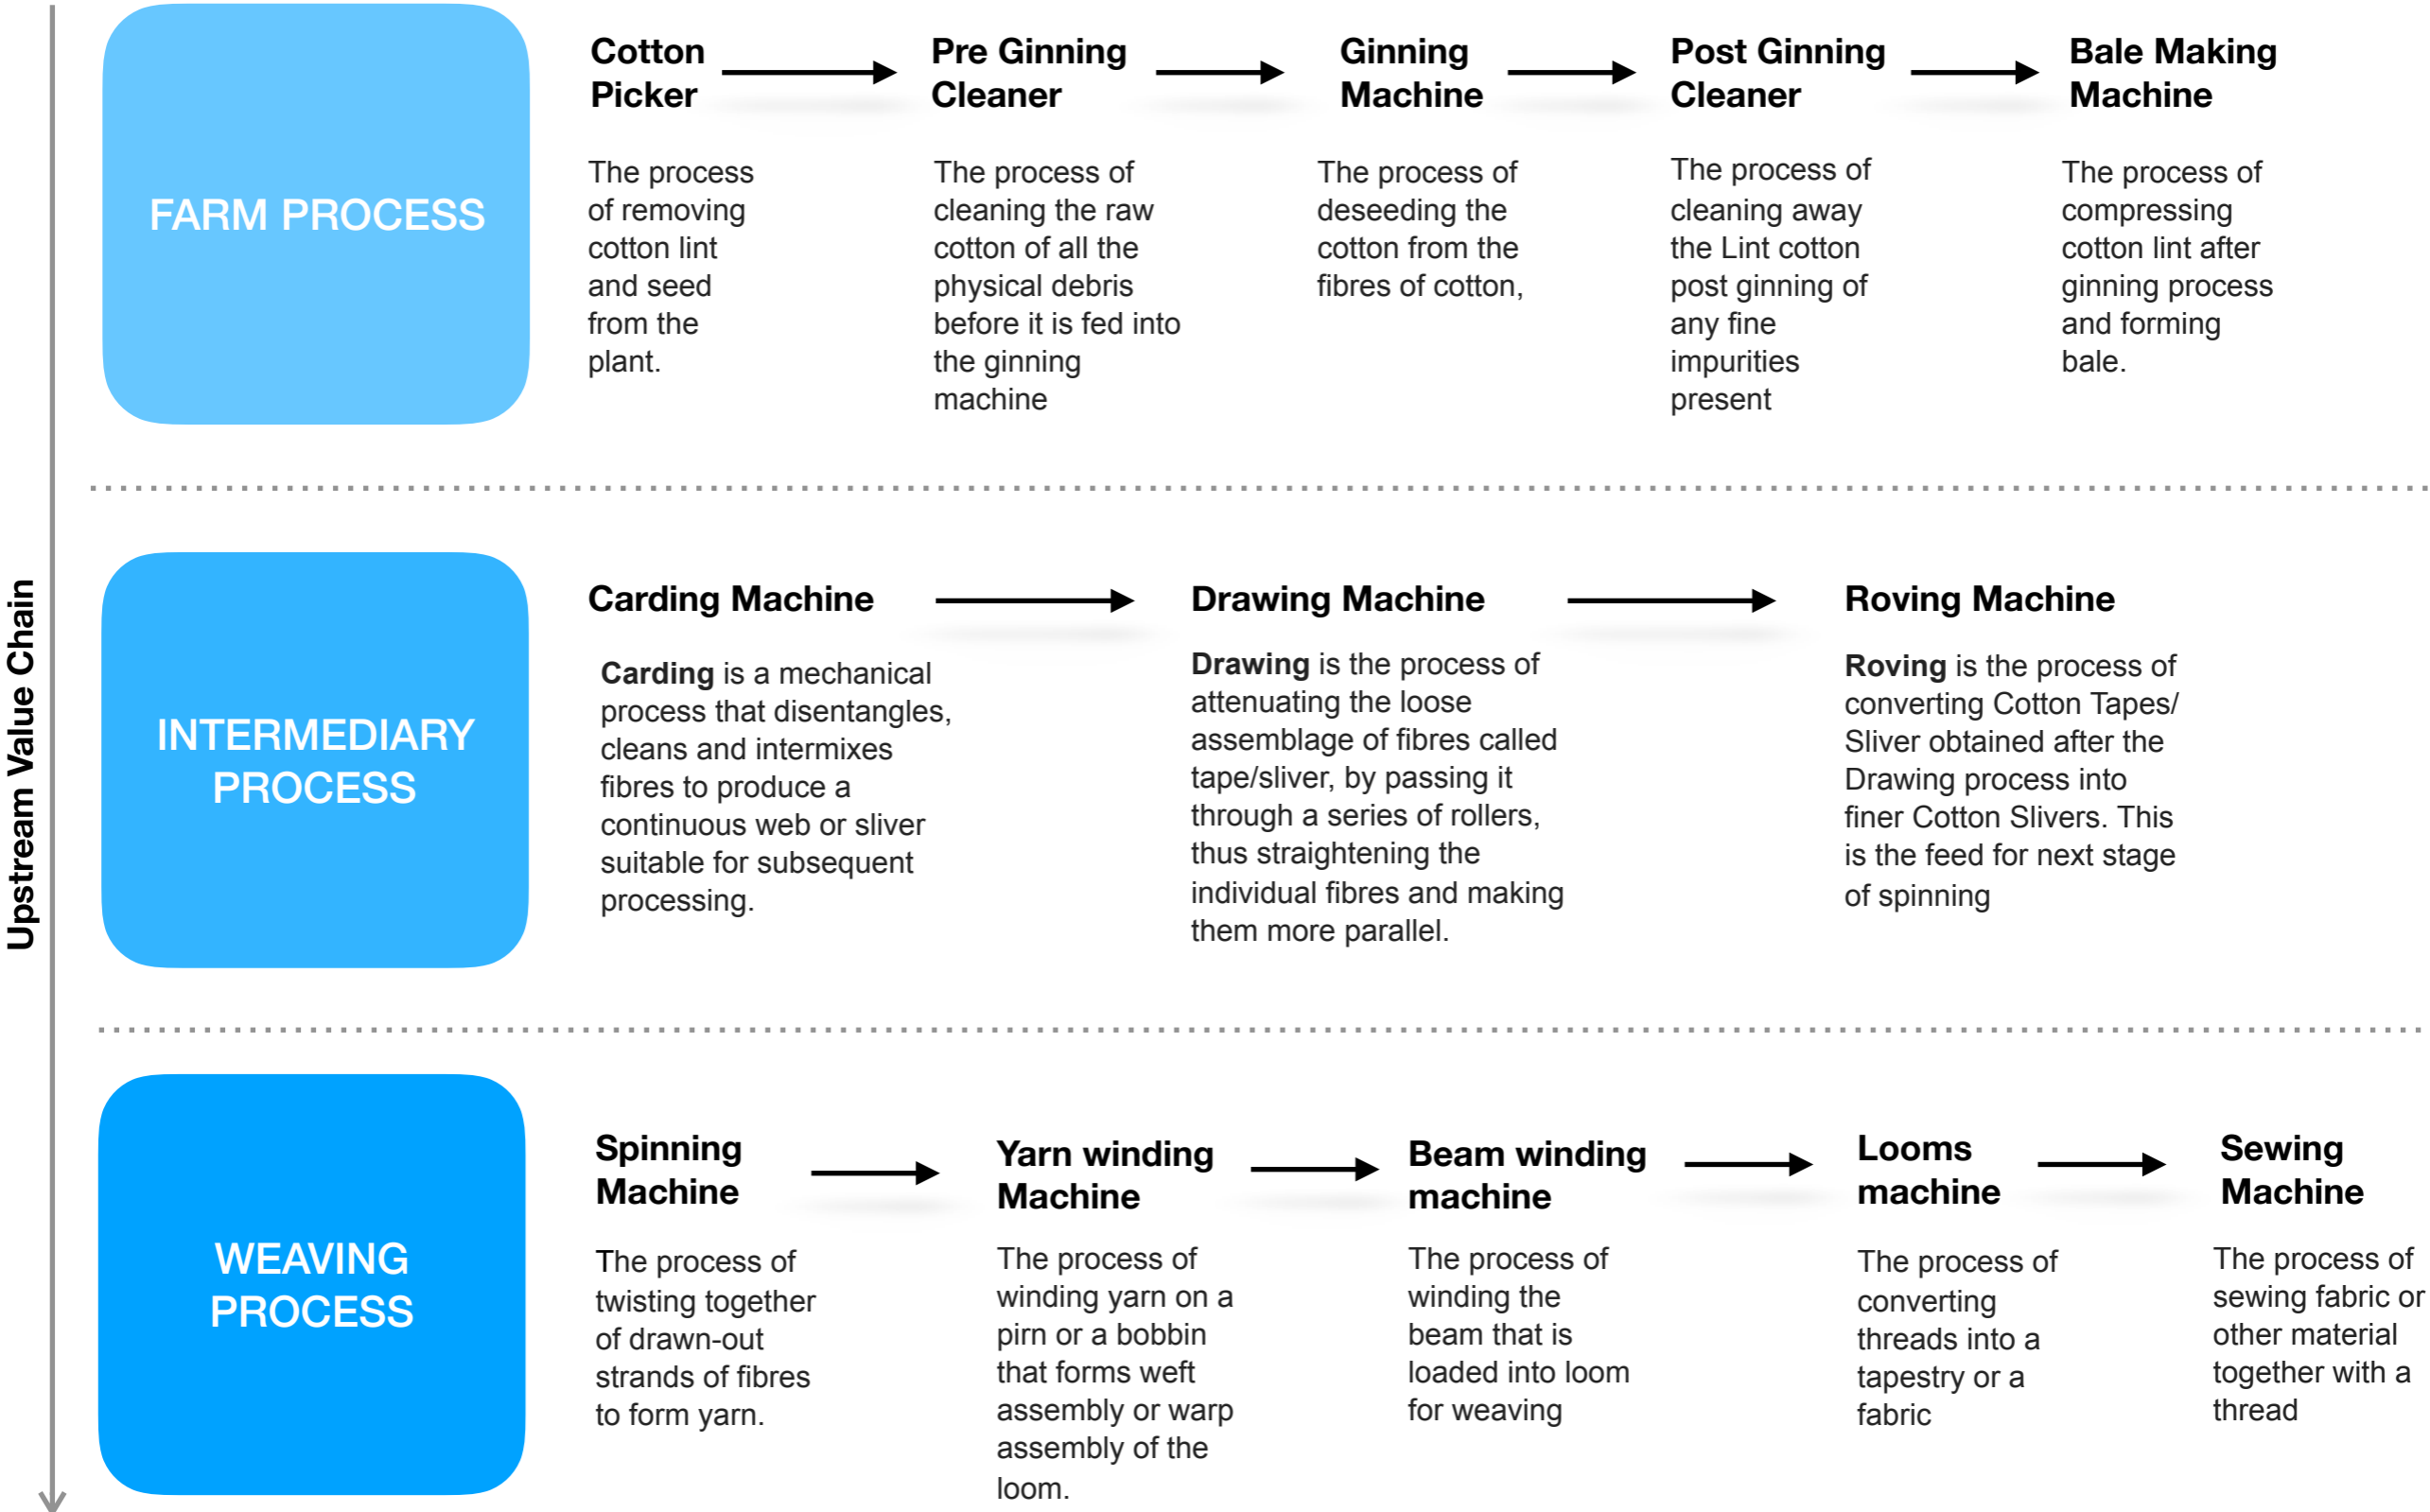 Upstream Value Chain
FARM PROCESS
Cotton
Picker
The process
of removing
cotton lint
and seed
from the
plant.
Pre Ginning
Cleaner
The process of
cleaning the raw
cotton of all the
physical debris
before it is fed into
the ginning
machine
Ginning
Machine
The process of
deseeding the
cotton from the
fibres of cotton,
Post Ginning
Cleaner
The process of
cleaning away
the Lint cotton
post ginning of
any fine
impurities
present
Bale Making
Machine
The process of
compressing
cotton lint after
ginning process
and forming
bale.
INTERMEDIARY
PROCESS
Carding Machine
Carding is a mechanical
process that disentangles,
cleans and intermixes
fibres to produce a
continuous web or sliver
suitable for subsequent
processing.
Drawing Machine
Drawing is the process of
attenuating the loose
assemblage of fibres called
tape/sliver, by passing it
through a series of rollers,
thus straightening the
individual fibres and making
them more parallel.
Roving Machine
Roving is the process of
converting Cotton Tapes/
Sliver obtained after the
Drawing process into
finer Cotton Slivers. This
is the feed for next stage
of spinning
WEAVING
PROCESS
Spinning
Machine
The process of
twisting together
of drawn-out
strands of fibres
to form yarn.
Yarn winding
Machine
The process of
winding yarn on a
pirn or a bobbin
that forms weft
assembly or warp
assembly of the
loom.
Beam winding
machine
The process of
winding the
beam that is
loaded into loom
for weaving
Looms
machine
The process of
converting
threads into a
tapestry or a
fabric
Sewing
Machine
The process of
sewing fabric or
other material
together with a
thread